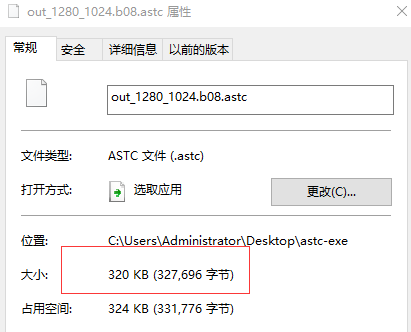 out_1280_1024.b08.astc 属性
常规 安全 详细信息 以前的版本
out_1280_1024.b08.astc
文件类型: ASTC 文件 (.astc)
打开方式: 选取应用 更改(C)...
位置: C:\Users\Administrator\Desktop\astc-exe
大小: 320 KB (327,696 字节)
占用空间: 324 KB (331,776 字节)